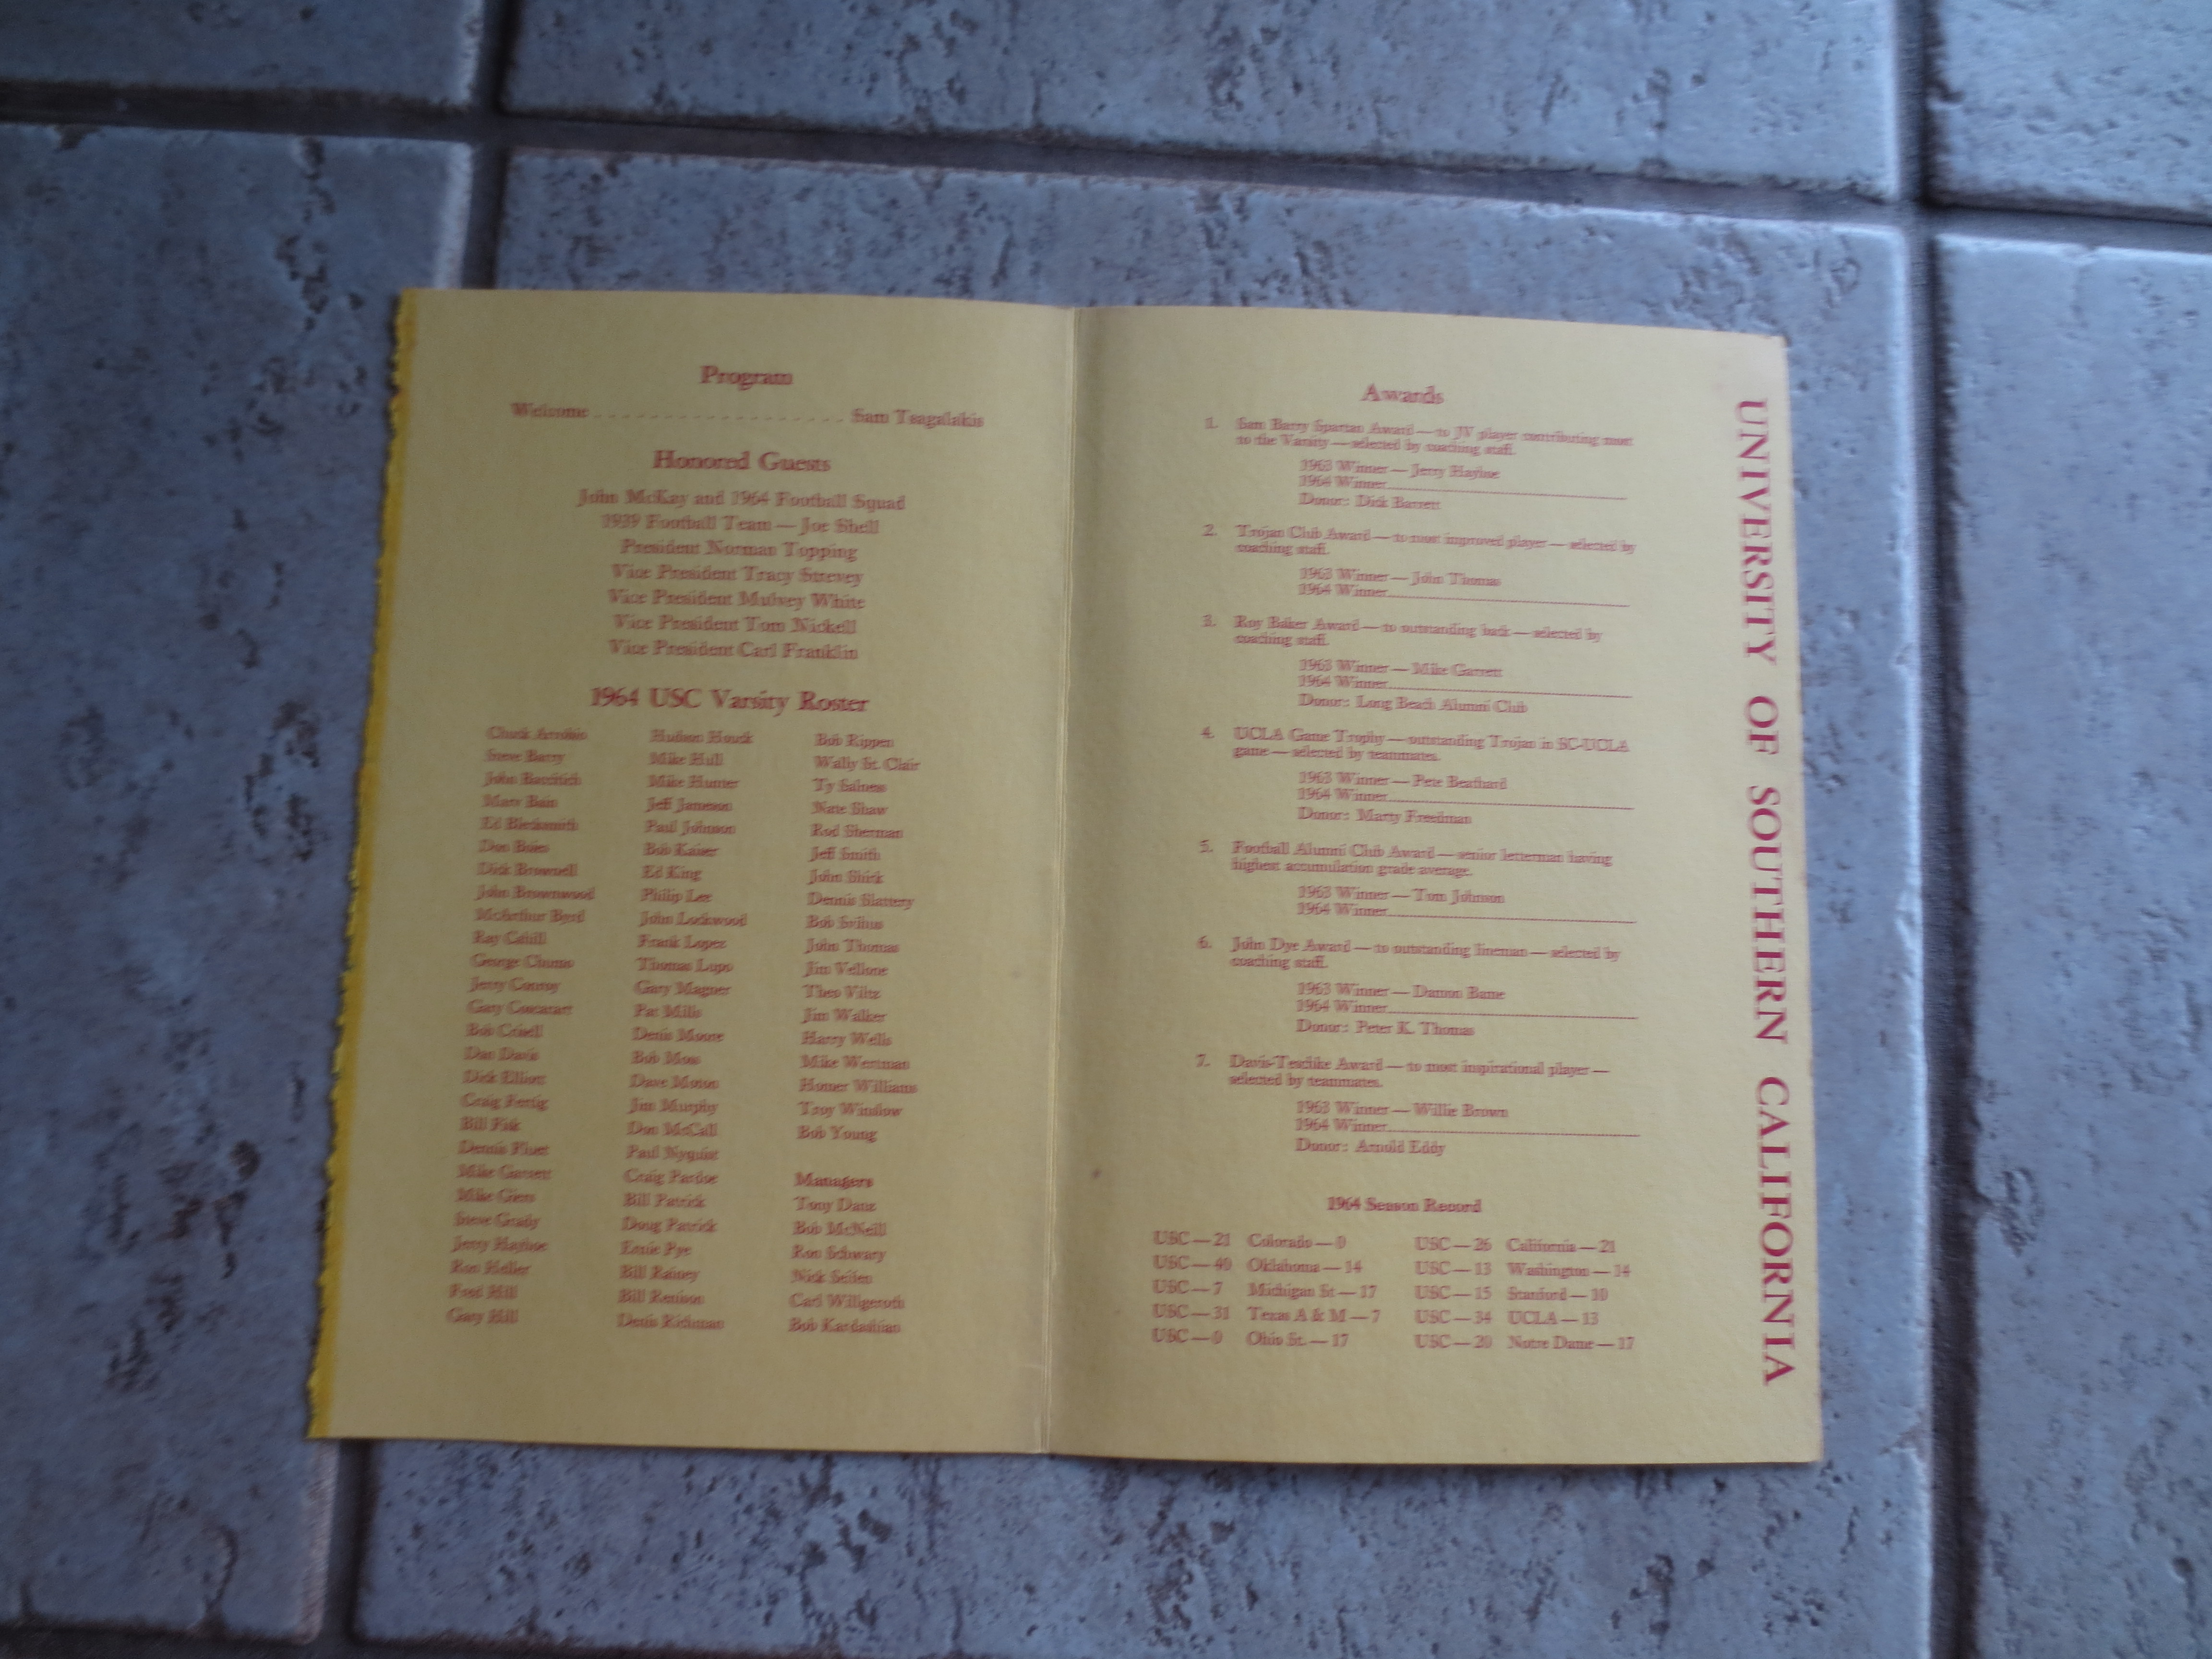 Program
Welcome - - - - - - - - - - - - - - - - - Sam Tsagalakis
Honored Guests
John McKay and 1964 Football Squad
1939 Football Team — Joe Shell
President Norman Topping
Vice President Tracy Strevey
Vice President Mulvey White
Vice President Tom Nickell
Vice President Carl Franklin
1964 USC Varsity Roster
Chuck Arrobio
Steve Barry
John
Marv Bain
Ed Blecksmith
Don
Dick Brownell
John Brownwood
McArthur Byrd
Ray Cahill
George
Jerry Conroy
Gary
Bob
Dan Davis
Dick Elliott
Craig Fertig
Bill Fisk
Dennis
Mike Garrett
Mike Giers
Steve Grady
Jerry Hayhoe
Ron Heller
Fred Hill
Gary Hill
Hudson Houck
Mike Hull
Mike Hunter
Jeff Jameson
Paul Johnson
Bob Kaiser
Ed King
Philip Lee
John Lockwood
Frank Lopez
Thomas Lupo
Gary Magner
Pat Mills
Denis Moore
Bob Moss
Dave Moton
Jim Murphy
Don McCall
Paul Nyquist
Craig Pardoe
Bill Patrick
Doug Patrick
Ernie Pye
Bill Rainey
Bill Renison
Denis Richman
Bob Rippen
Wally St. Clair
Ty Salness
Nate Shaw
Rod Sherman
Jeff Smith
John Shirk
Dennis Slattery
Bob Svihus
John Thomas
Jim Vellone
Theo Viltz
Jim Walker
Harry Wells
Mike Wertman
Homer Williams
Troy Winslow
Bob Young
Managers
Tony Danz
Bob McNeill
Ron Schwary
Nick
Carl Willgeroth
Bob Kardashian
Awards
1. Sam Barry Spartan Award — to JV player contributing most
to the Varsity — selected by coaching staff.
1963 Winner — Jerry Hayhoe
1964 Winner
Donor: Dick Barrett
2. Trojan Club Award — to most improved player — selected by
coaching staff.
1963 Winner — John Thomas
1964 Winner
3. Roy Baker Award — to outstanding back — selected by
coaching staff.
1963 Winner — Mike Garrett
1964 Winner
Donor: Long Beach Alumni Club
4. UCLA Game Trophy — outstanding Trojan in SC-UCLA
game — selected by teammates.
1963 Winner — Pete Beathard
1964 Winner
Donor: Marty Freedman
5. Football Alumni Club Award — senior letterman having
highest accumulation grade average.
1963 Winner — Tom Johnson
1964 Winner
6. John Dye Award — to outstanding lineman — selected by
coaching staff.
1963 Winner — Damon Bame
1964 Winner
Donor: Peter K. Thomas
7. Davis-Teschke Award — to most inspirational player —
selected by teammates.
1963 Winner — Willie Brown
1964 Winner
Donor: Arnold Eddy
1964 Season Record
USC — 21 Colorado — 0
USC — 40 Oklahoma — 14
USC — 7 Michigan St — 17
USC — 31 Texas A & M — 7
USC — 0 Ohio St. — 17
USC — 26 California — 21
USC — 13 Washington — 14
USC — 15 Stanford — 10
USC — 34 UCLA — 13
USC — 20 Notre Dame — 17
UNIVERSITY OF SOUTHERN CALIFORNIA